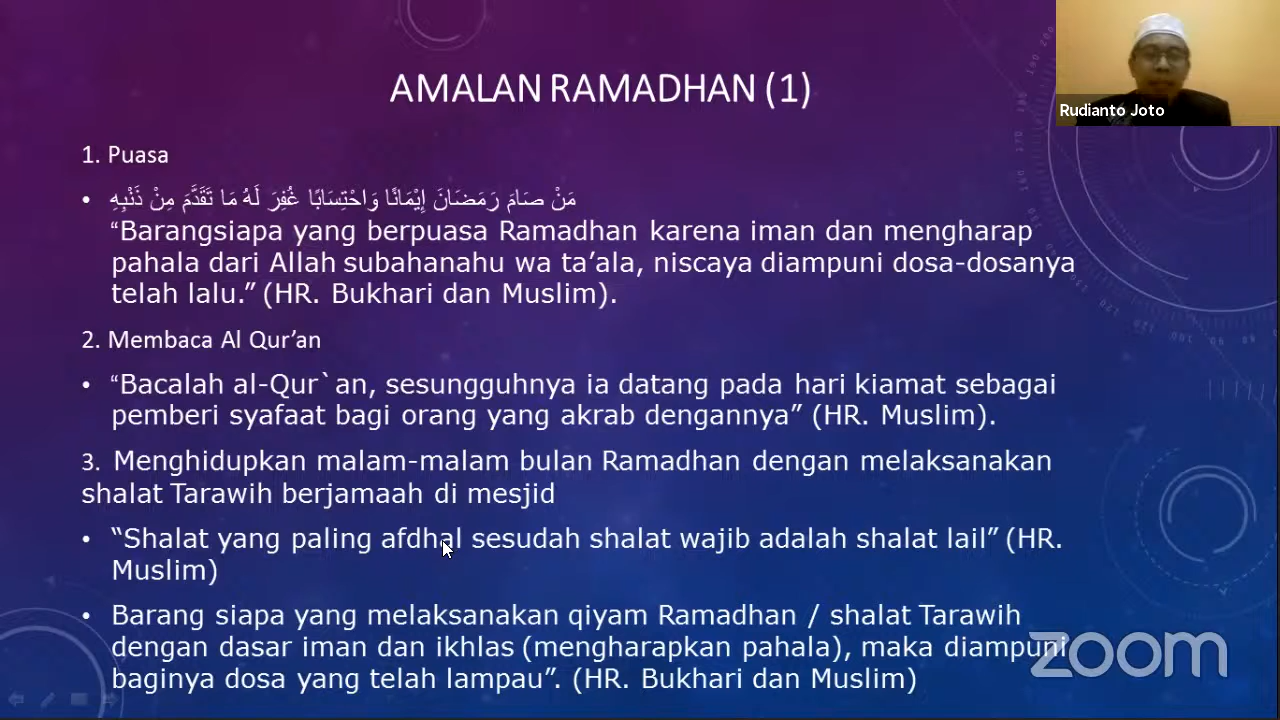 AMALAN RAMADHAN (1)
Rudianto Joto
1. Puasa
• مَنْ صَامَ رَمَضَانَ إِيْمَانًا وَاحْتِسَابًا غُفِرَ لَهُ مَا تَقَدَّمَ مِنْ ذَنْبِهِ
“Barangsiapa yang berpuasa Ramadhan karena iman dan mengharap
pahala dari Allah subahanahu wa ta’ala, niscaya diampuni dosa-dosanya
telah lalu.” (HR. Bukhari dan Muslim).
2. Membaca Al Qur’an
• “Bacalah al-Qur`an, sesungguhnya ia datang pada hari kiamat sebagai
pemberi syafaat bagi orang yang akrab dengannya” (HR. Muslim).
3. Menghidupkan malam-malam bulan Ramadhan dengan melaksanakan
shalat Tarawih berjamaah di mesjid
• “Shalat yang paling afdhal sesudah shalat wajib adalah shalat lail” (HR.
Muslim)
• Barang siapa yang melaksanakan qiyam Ramadhan / shalat Tarawih
dengan dasar iman dan ikhlas (mengharapkan pahala), maka diampuni
baginya dosa yang telah lampau”. (HR. Bukhari dan Muslim)
zoom